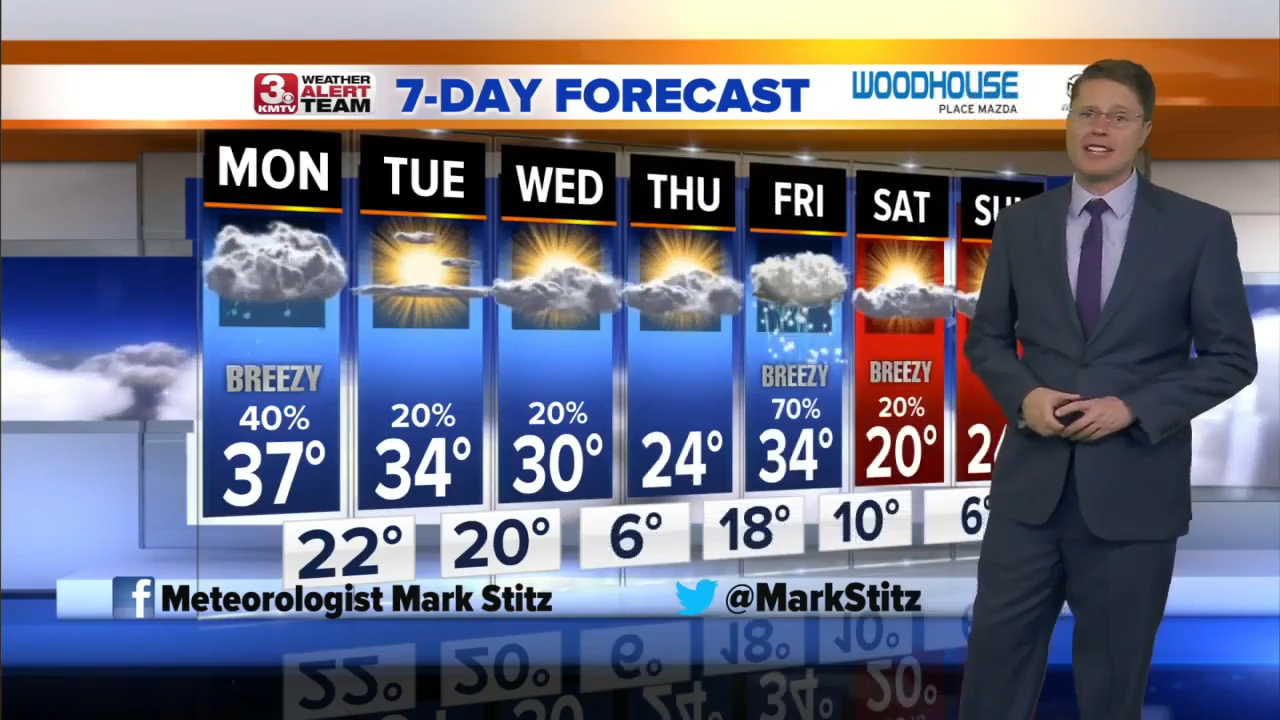 3 KMTV WEATHER ALERT TEAM
7-DAY FORECAST
WOODHOUSE
PLACE MAZDA
MON TUE WED THU FRI SAT
BREEZY BREEZY BREEZY
40% 20% 20% 70% 20%
37° 34° 30° 24° 34° 20°
22° 20° 6° 18° 10° 6°
f Meteorologist Mark Stitz @MarkStitz